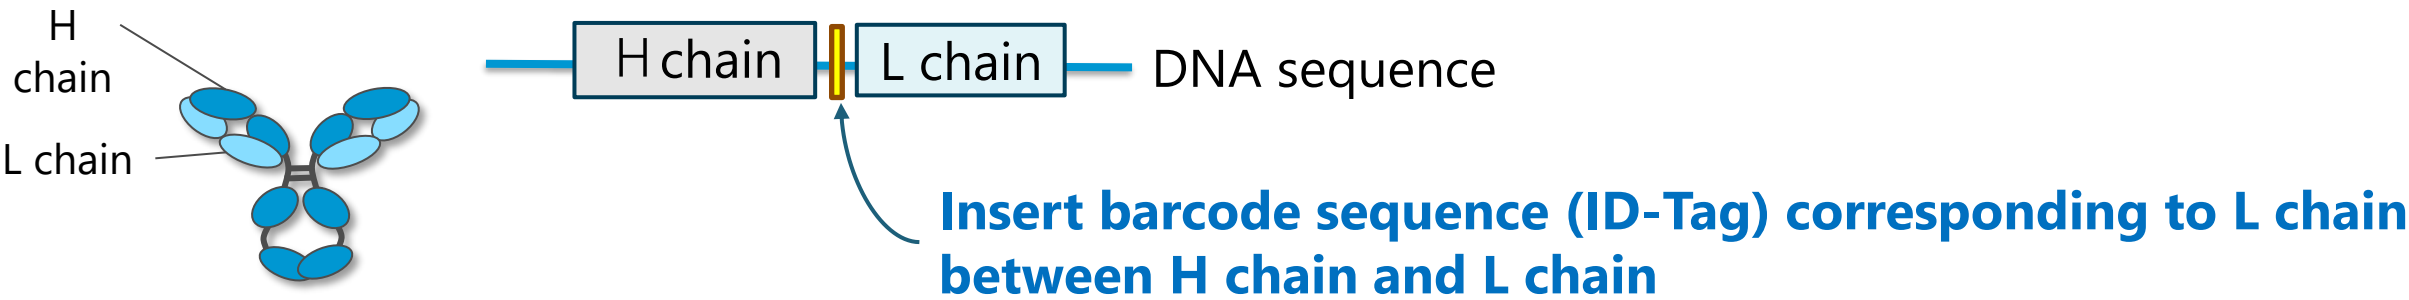 H
chain
L chain
H chain
L chain
DNA sequence
Insert barcode sequence (ID-Tag) corresponding to L chain
between H chain and L chain